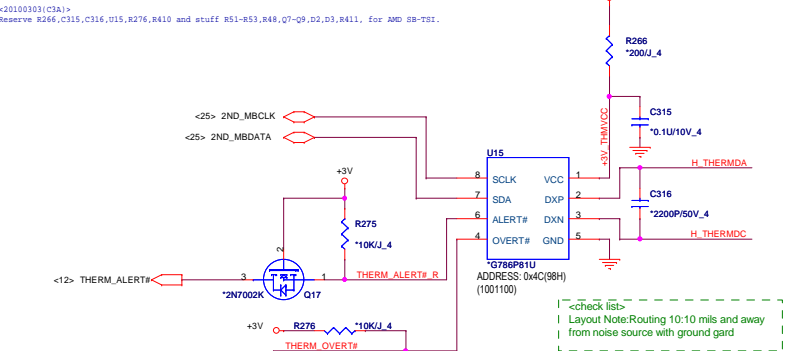 <20100303(C3A)>
Reserve R266,C315,C316,U15,R276,R410 and stuff R51-R53,R48,Q7-Q9,D2,D3,R411, for AMD SB-TSI.
R266
*200/J_4
<25> 2ND_MBCLK
<25> 2ND_MBDATA
+3V_THMVCC
C315
*0.1U/10V_4
U15
8 SCLK VCC 1
7 SDA DXP 2
6 ALERT# DXN 3
4 OVERT# GND 5
*G786P81U
ADDRESS: 0x4C(98H)
(1001100)
H_THERMDA
C316
*2200P/50V_4
H_THERMDC
+3V
R275
*10K/J_4
2
<12> THERM_ALERT# 3 1 THERM_ALERT#_R
*2N7002K Q17
+3V R276 *10K/J_4
THERM_OVERT#
<check list>
Layout Note:Routing 10:10 mils and away
from noise source with ground gard